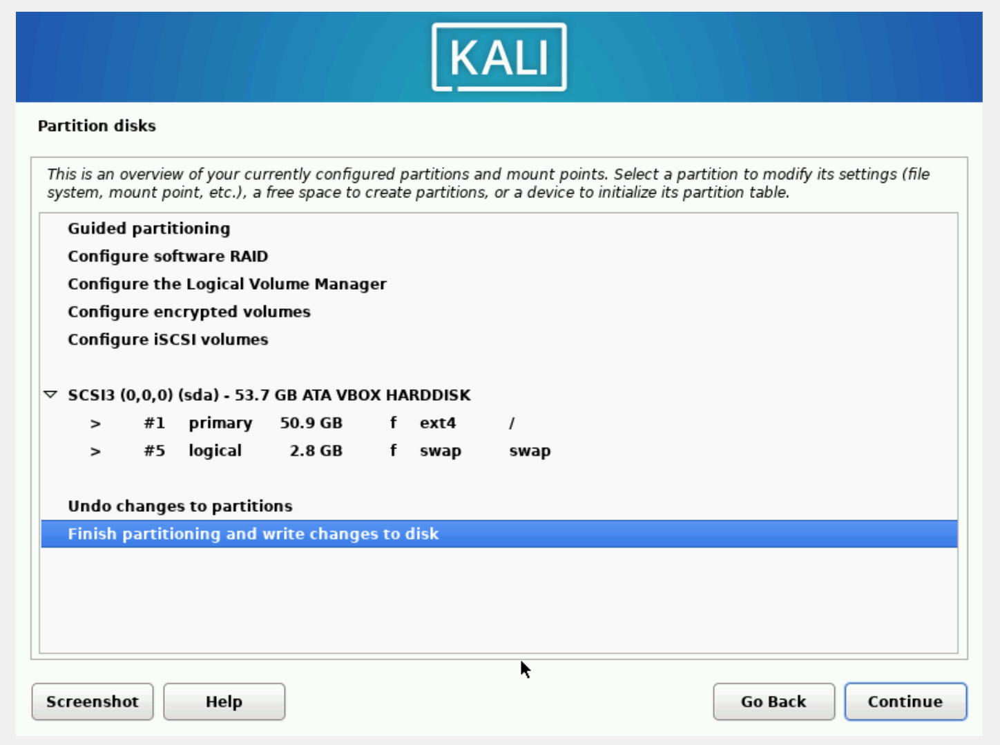 KALI
Partition disks
This is an overview of your currently configured partitions and mount points. Select a partition to modify its settings (file
system, mount point, etc.), a free space to create partitions, or a device to initialize its partition table.
Guided partitioning
Configure software RAID
Configure the Logical Volume Manager
Configure encrypted volumes
Configure iSCSI volumes
SCSI3 (0,0,0) (sda) - 53.7 GB ATA VBOX HARDDISK
> #1 primary 50.9 GB f ext4 /
> #5 logical 2.8 GB f swap swap
Undo changes to partitions
Finish partitioning and write changes to disk
Screenshot Help Go Back Continue